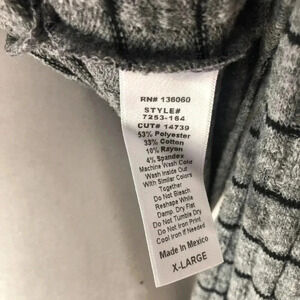 RN# 136060
STYLE#
7253-164
CUT# 14739
53% Polyester
33% Cotton
10% Rayon
4% Spandex
Machine Wash Cold
Wash Inside Out
With Similar Colors
Together
Do Not Bleach
Reshape While
Damp, Dry Flat
Do Not Tumble Dry
Do Not Iron
Cool Iron If Needed
Made In Mexico
X-LARGE